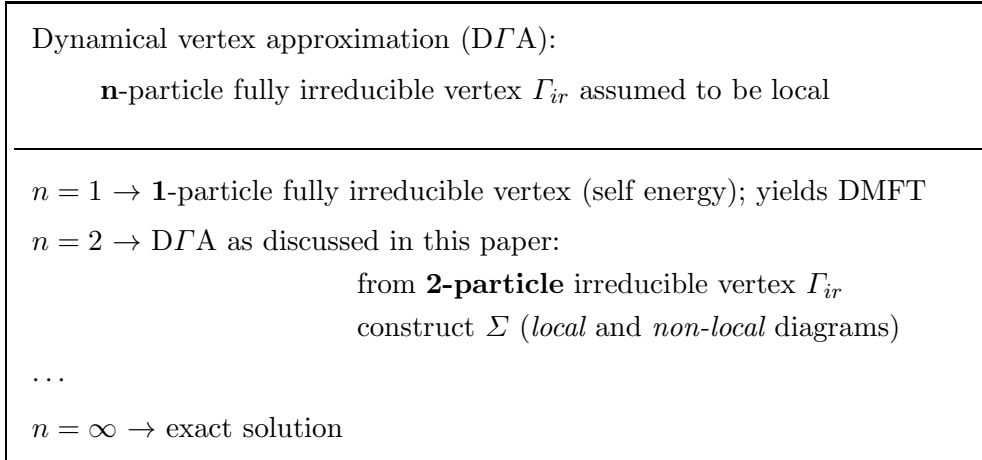 Dynamical vertex approximation (DΓA):
n-particle fully irreducible vertex Γir assumed to be local
n = 1 → 1-particle fully irreducible vertex (self energy); yields DMFT
n = 2 → DΓA as discussed in this paper:
from 2-particle irreducible vertex Γir
construct Σ (local and non-local diagrams)
. . .
n = ∞ → exact solution